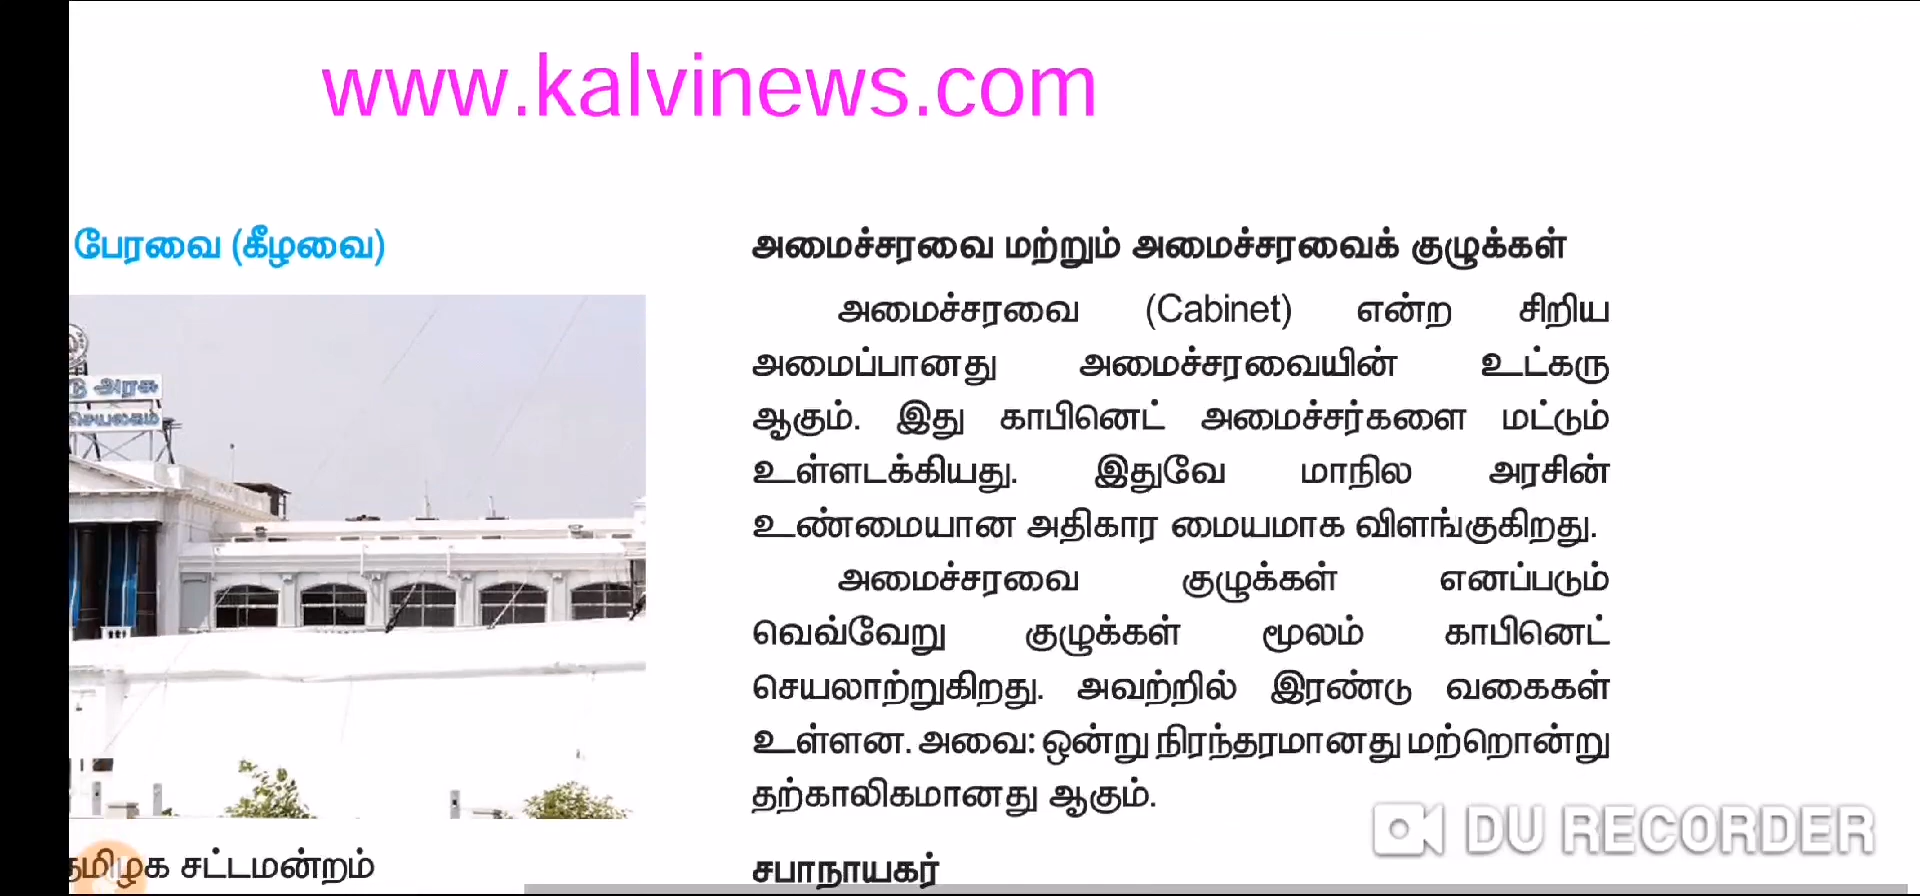 www.kalvinews.com
பேரவை (கீழவை)
அரசு
செயலகம்
தமிழக சட்டமன்றம்
அமைச்சரவை மற்றும் அமைச்சரவைக் குழுக்கள்
அமைச்சரவை (Cabinet) என்ற சிறிய
அமைப்பானது அமைச்சரவையின் உட்கரு
ஆகும். இது காபினெட் அமைச்சர்களை மட்டும்
உள்ளடக்கியது. இதுவே மாநில அரசின்
உண்மையான அதிகார மையமாக விளங்குகிறது.
அமைச்சரவை குழுக்கள் எனப்படும்
வெவ்வேறு குழுக்கள் மூலம் காபினெட்
செயலாற்றுகிறது. அவற்றில் இரண்டு வகைகள்
உள்ளன. அவை: ஒன்று நிரந்தரமானது மற்றொன்று
தற்காலிகமானது ஆகும்.
சபாநாயகர்
DU RECORDER